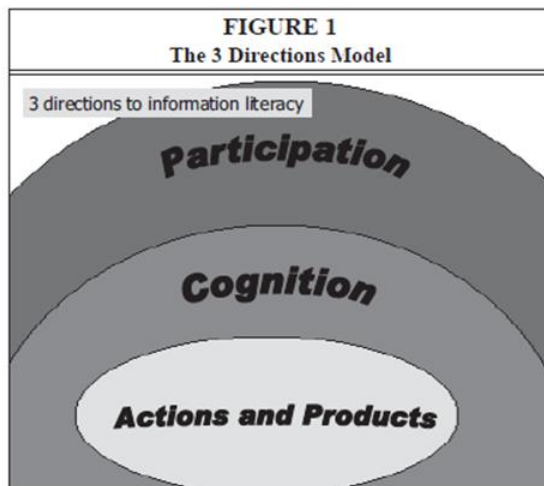 FIGURE 1
The 3 Directions Model
3 directions to information literacy
Participation
Cognition
Actions and Products